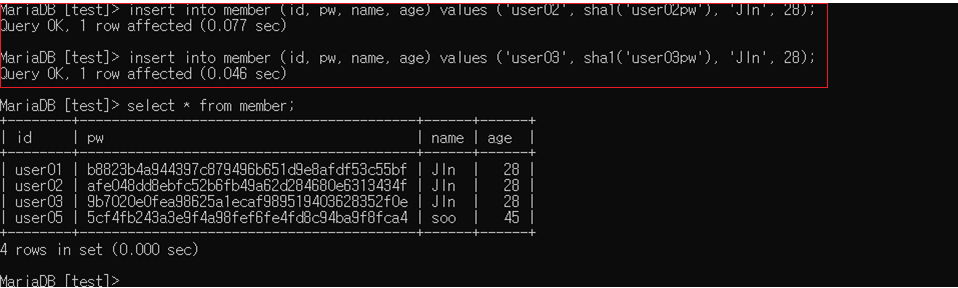 MariaDB [test]> insert into member (id, pw, name, age) values ('user02', sha1('user02pw'), 'JIn', 28);
Query OK, 1 row affected (0.077 sec)
MariaDB [test]> insert into member (id, pw, name, age) values ('user03', sha1('user03pw'), 'JIn', 28);
Query OK, 1 row affected (0.046 sec)
MariaDB [test]> select * from member;
+--------+------------------------------------------+------+------+
| id | pw | name | age |
+--------+------------------------------------------+------+------+
| user01 | b8823b4a944397c879496b651d9e8afdf53c55bf | JIn | 28 |
| user02 | afe048dd8ebfc52b6fb49a62d284680e6313434f | JIn | 28 |
| user03 | 9b7020e0fea98625a1ecaf989519403628352f0e | JIn | 28 |
| user05 | 5cf4fb243a3e9f4a98fef6fe4fd8c94ba9f8fca4 | soo | 45 |
+--------+------------------------------------------+------+------+
4 rows in set (0.000 sec)
MariaDB [test]>